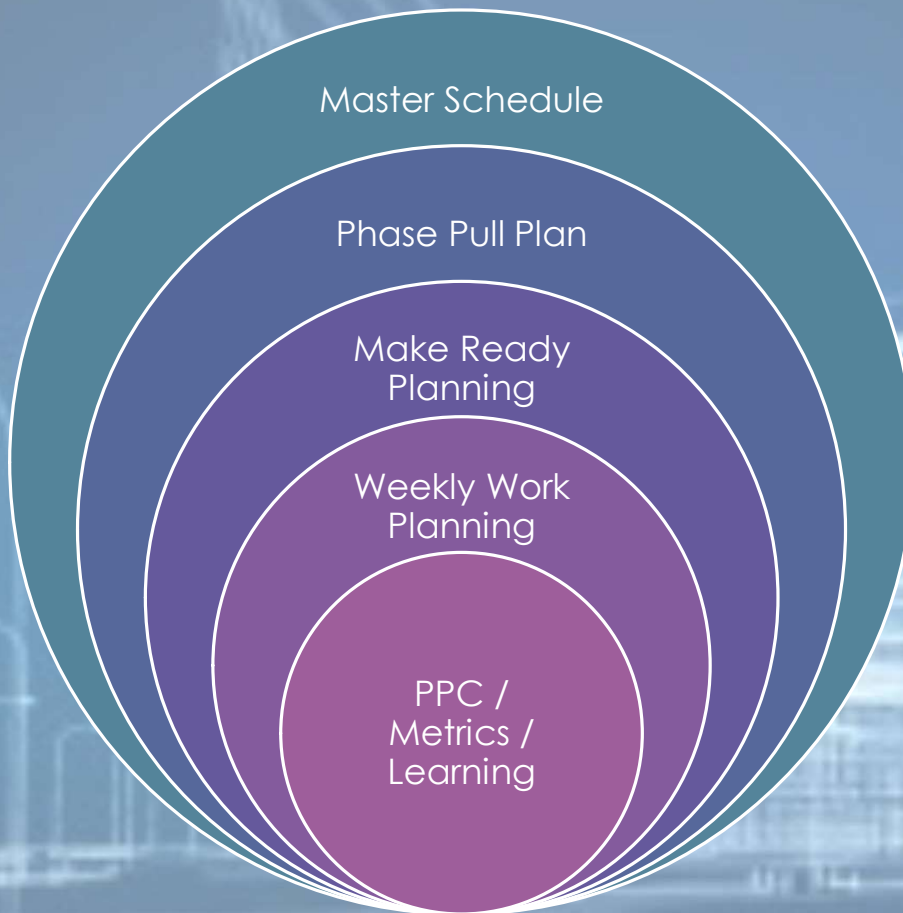 Master Schedule
Phase Pull Plan
Make Ready
Planning
Weekly Work
Planning
PPC /
Metrics /
Learning